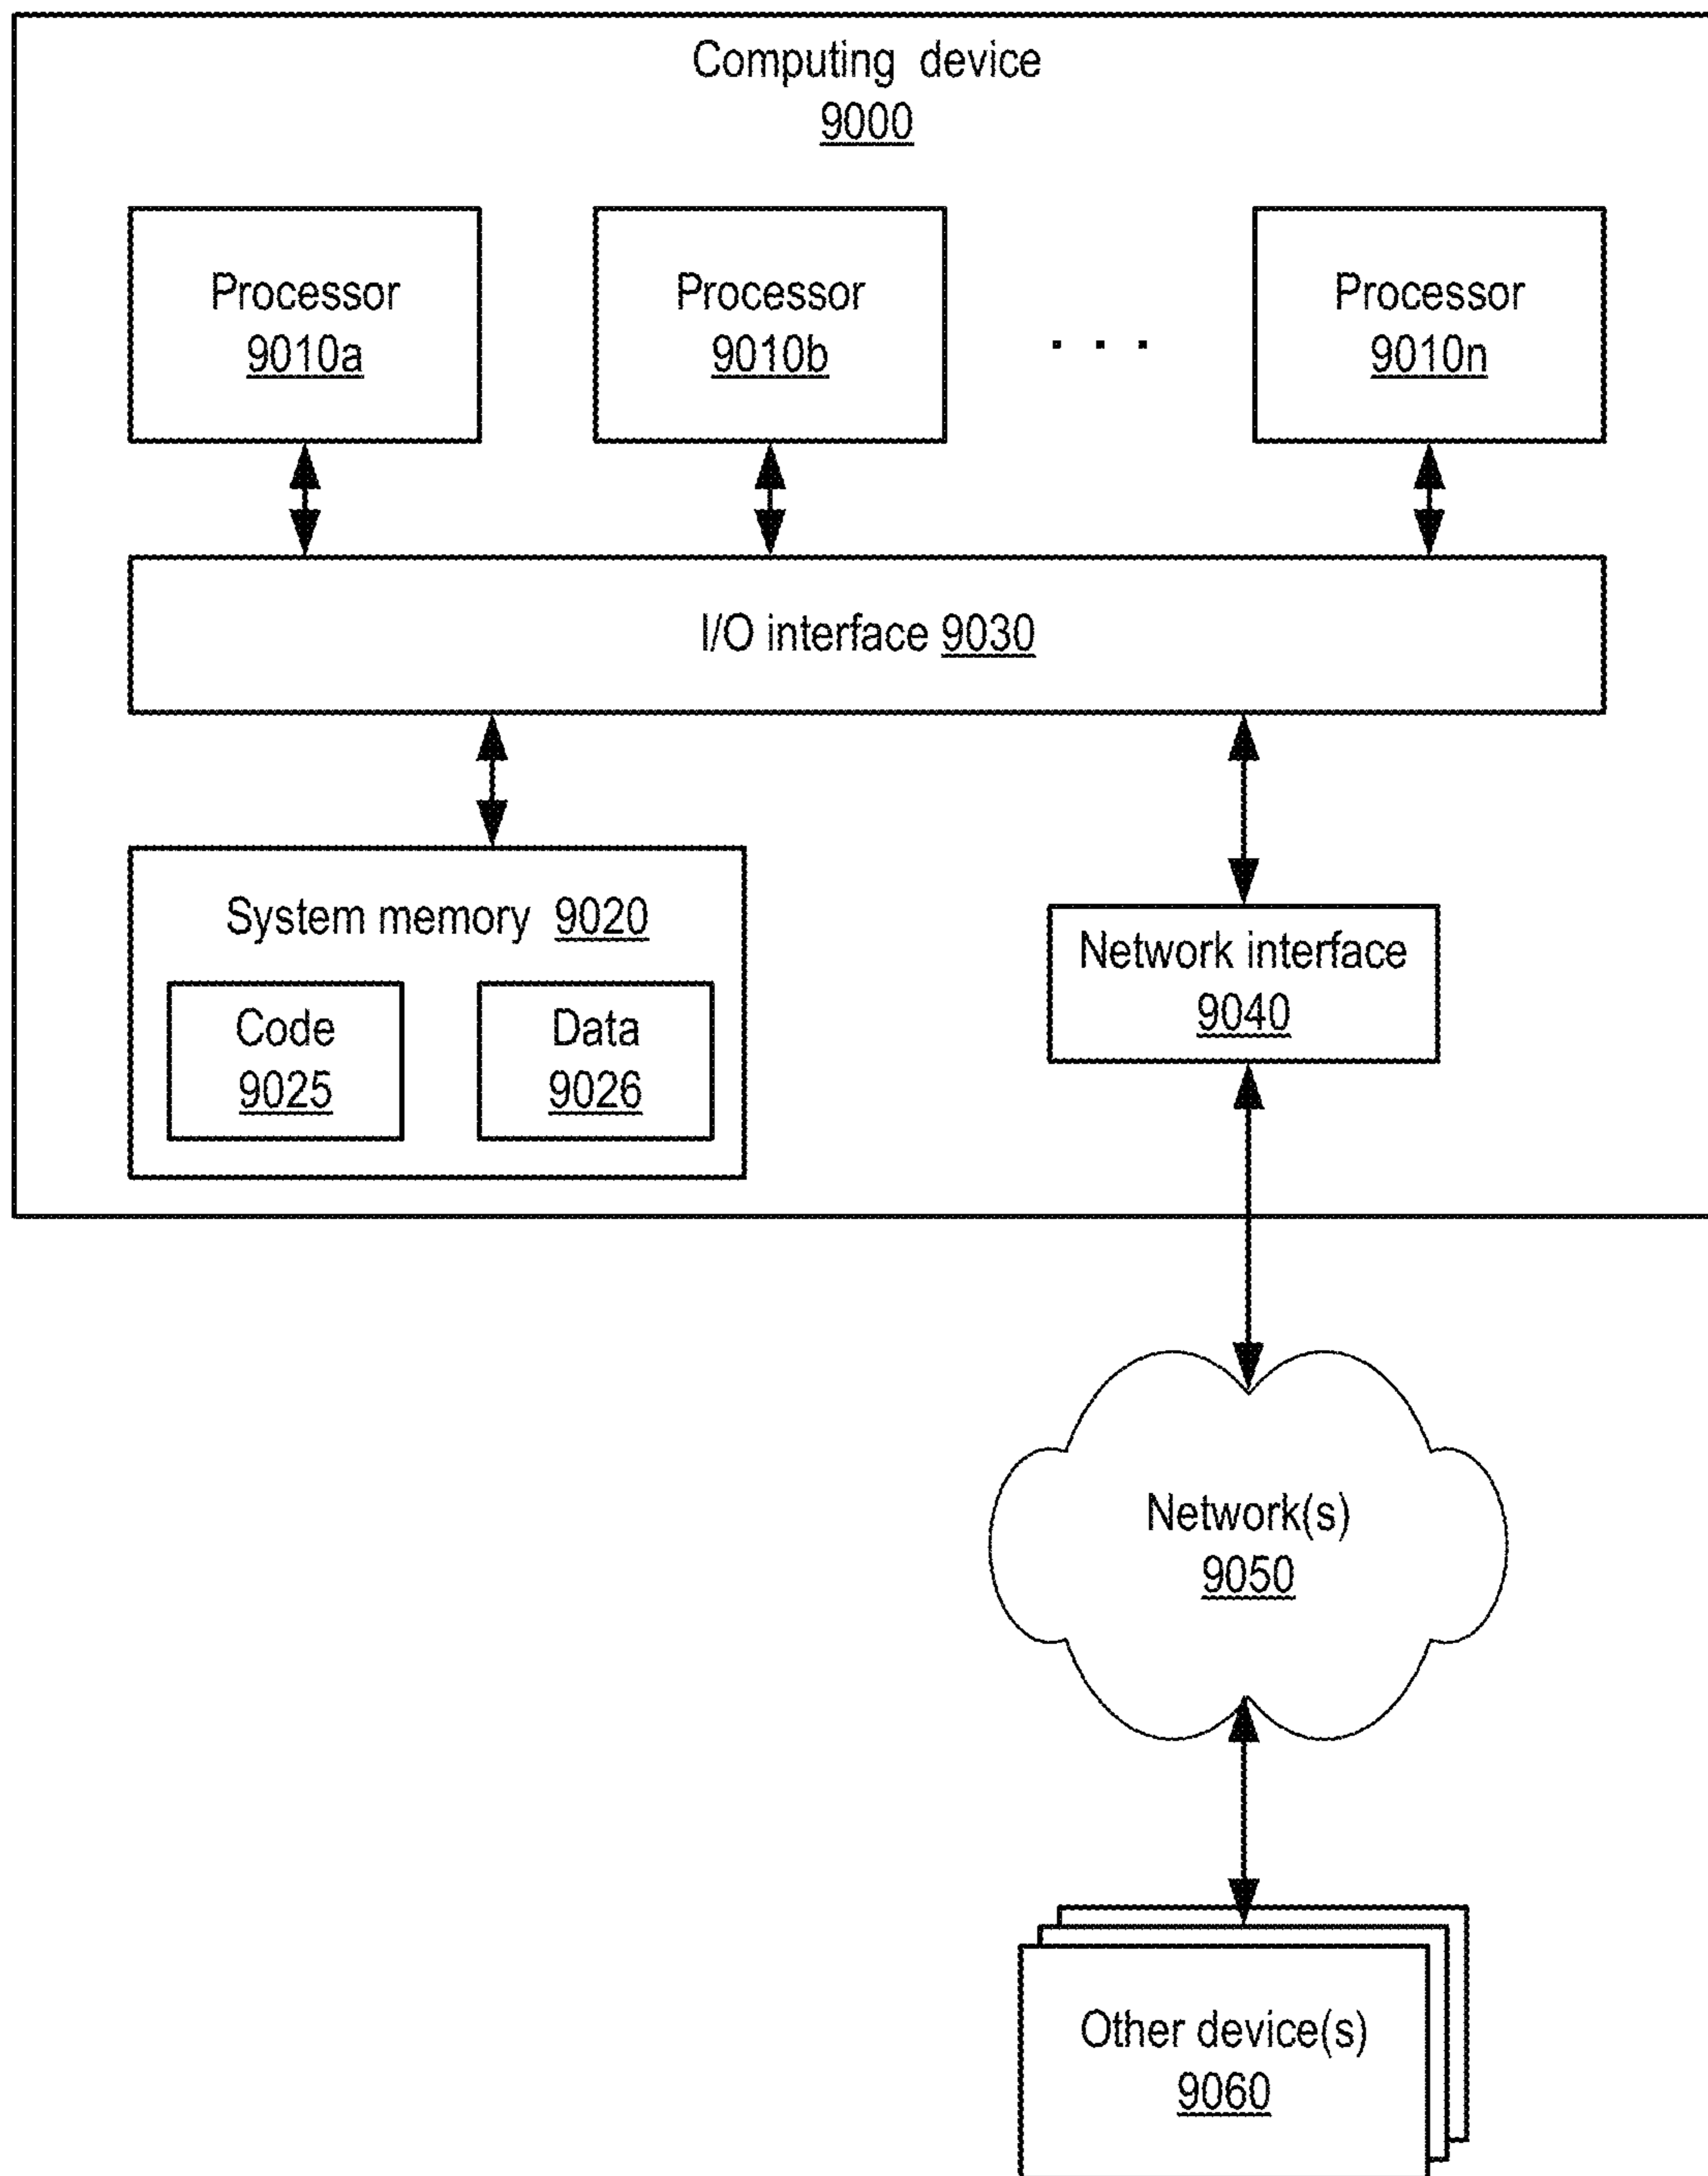 Computing device
9000
Processor
9010a
Processor
9010b
. . .
Processor
9010n
I/O interface 9030
System memory 9020
Code
9025
Data
9026
Network interface
9040
Network(s)
9050
Other device(s)
9060